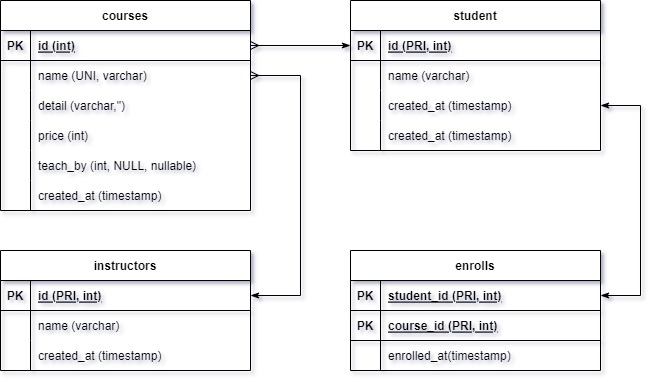 courses
PK id (int)
name (UNI, varchar)
detail (varchar,'')
price (int)
teach_by (int, NULL, nullable)
created_at (timestamp)
student
PK id (PRI, int)
name (varchar)
created_at (timestamp)
created_at (timestamp)
instructors
PK id (PRI, int)
name (varchar)
created_at (timestamp)
enrolls
PK student_id (PRI, int)
PK course_id (PRI, int)
enrolled_at(timestamp)